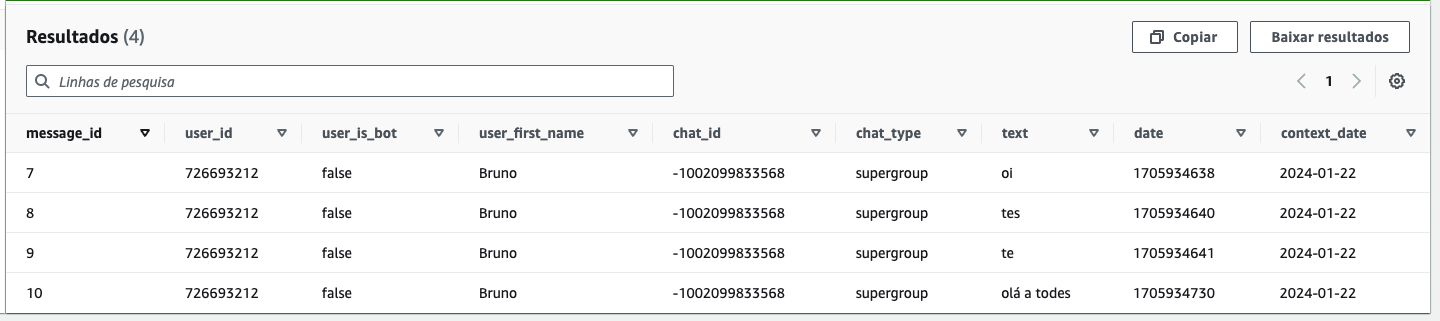 Resultados (4)
Copiar
Baixar resultados
Linhas de pesquisa
1
message_id user_id user_is_bot user_first_name chat_id chat_type text date context_date
7 726693212 false Bruno -1002099833568 supergroup oi 1705934638 2024-01-22
8 726693212 false Bruno -1002099833568 supergroup tes 1705934640 2024-01-22
9 726693212 false Bruno -1002099833568 supergroup te 1705934641 2024-01-22
10 726693212 false Bruno -1002099833568 supergroup olá a todes 1705934730 2024-01-22